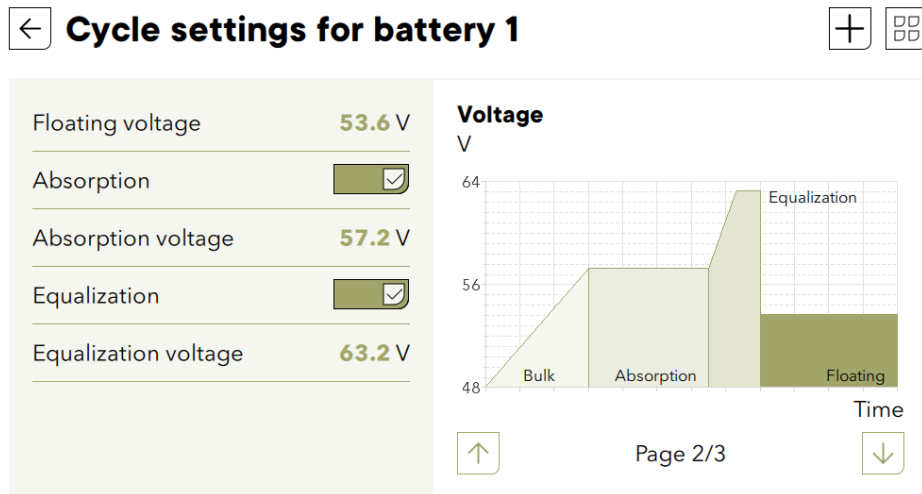 Cycle settings for battery 1
Floating voltage 53.6 V
Absorption
Absorption voltage 57.2 V
Equalization
Equalization voltage 63.2 V
Voltage
V
64
Equalization
56
Bulk Absorption Floating
48
Time
Page 2/3